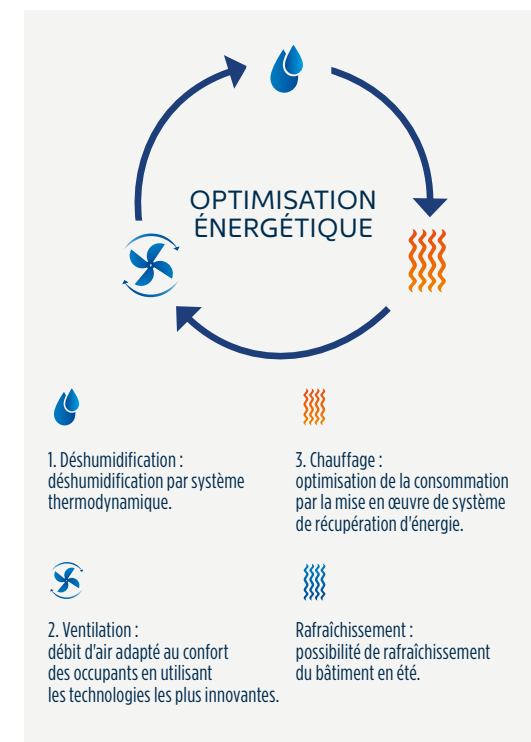 OPTIMISATION
ÉNERGÉTIQUE
1. Déshumidification :
déshumidification par système
thermodynamique.
2. Ventilation :
débit d'air adapté au confort
des occupants en utilisant
les technologies les plus innovantes.
3. Chauffage :
optimisation de la consommation
par la mise en œuvre de système
de récupération d'énergie.
Rafraîchissement :
possibilité de rafraîchissement
du bâtiment en été.